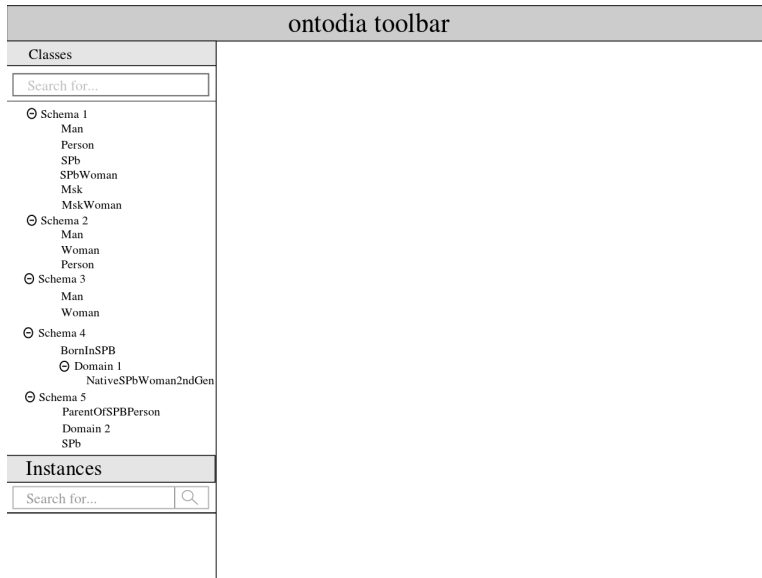 ontodia toolbar
Classes
Search for...
Schema 1
Man
Person
SPb
SPbWoman
Msk
MskWoman
Schema 2
Man
Woman
Person
Schema 3
Man
Woman
Schema 4
BornInSPB
Domain 1
NativeSPbWoman2ndGen
Schema 5
ParentOfSPBPerson
Domain 2
SPb
Instances
Search for...